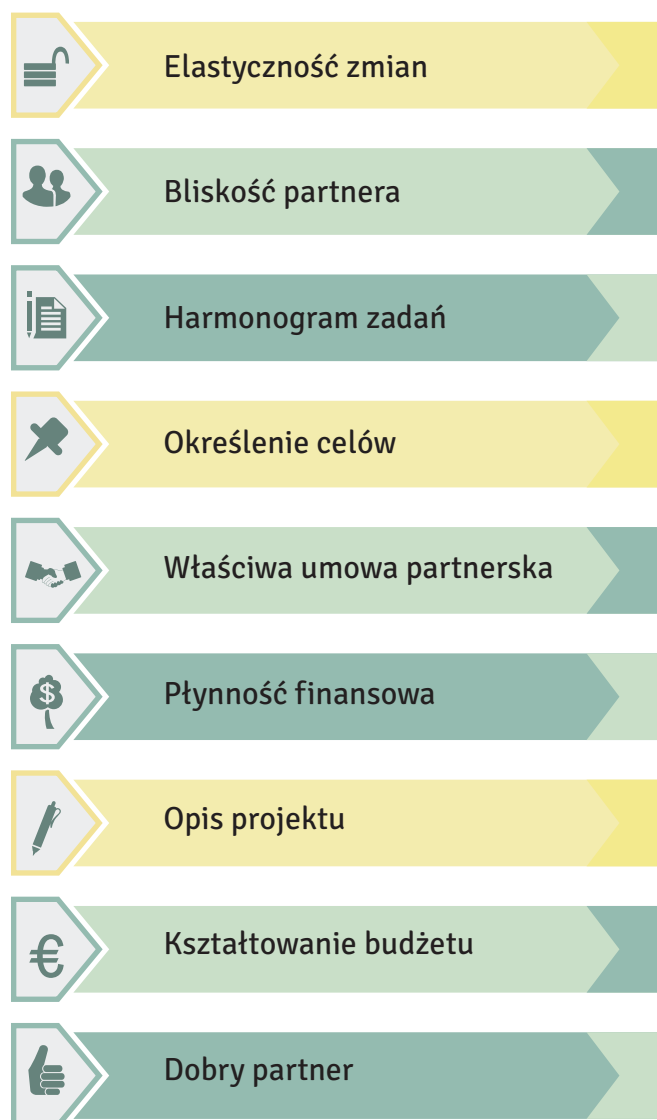 Elastyczność zmian
Bliskość partnera
Harmonogram zadań
Określenie celów
Właściwa umowa partnerska
$
Płynność finansowa
Opis projektu
€
Kształtowanie budżetu
Dobry partner